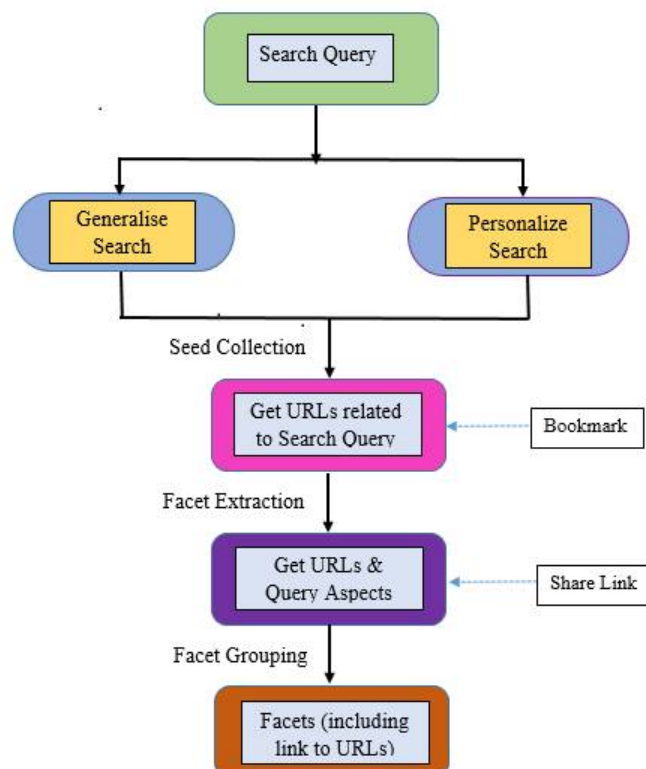 Search Query
Generalise
Search
Personalize
Search
Seed Collection
Get URLs related
to Search Query
Bookmark
Facet Extraction
Get URLs &
Query Aspects
Share Link
Facet Grouping
Facets (including
link to URLs)